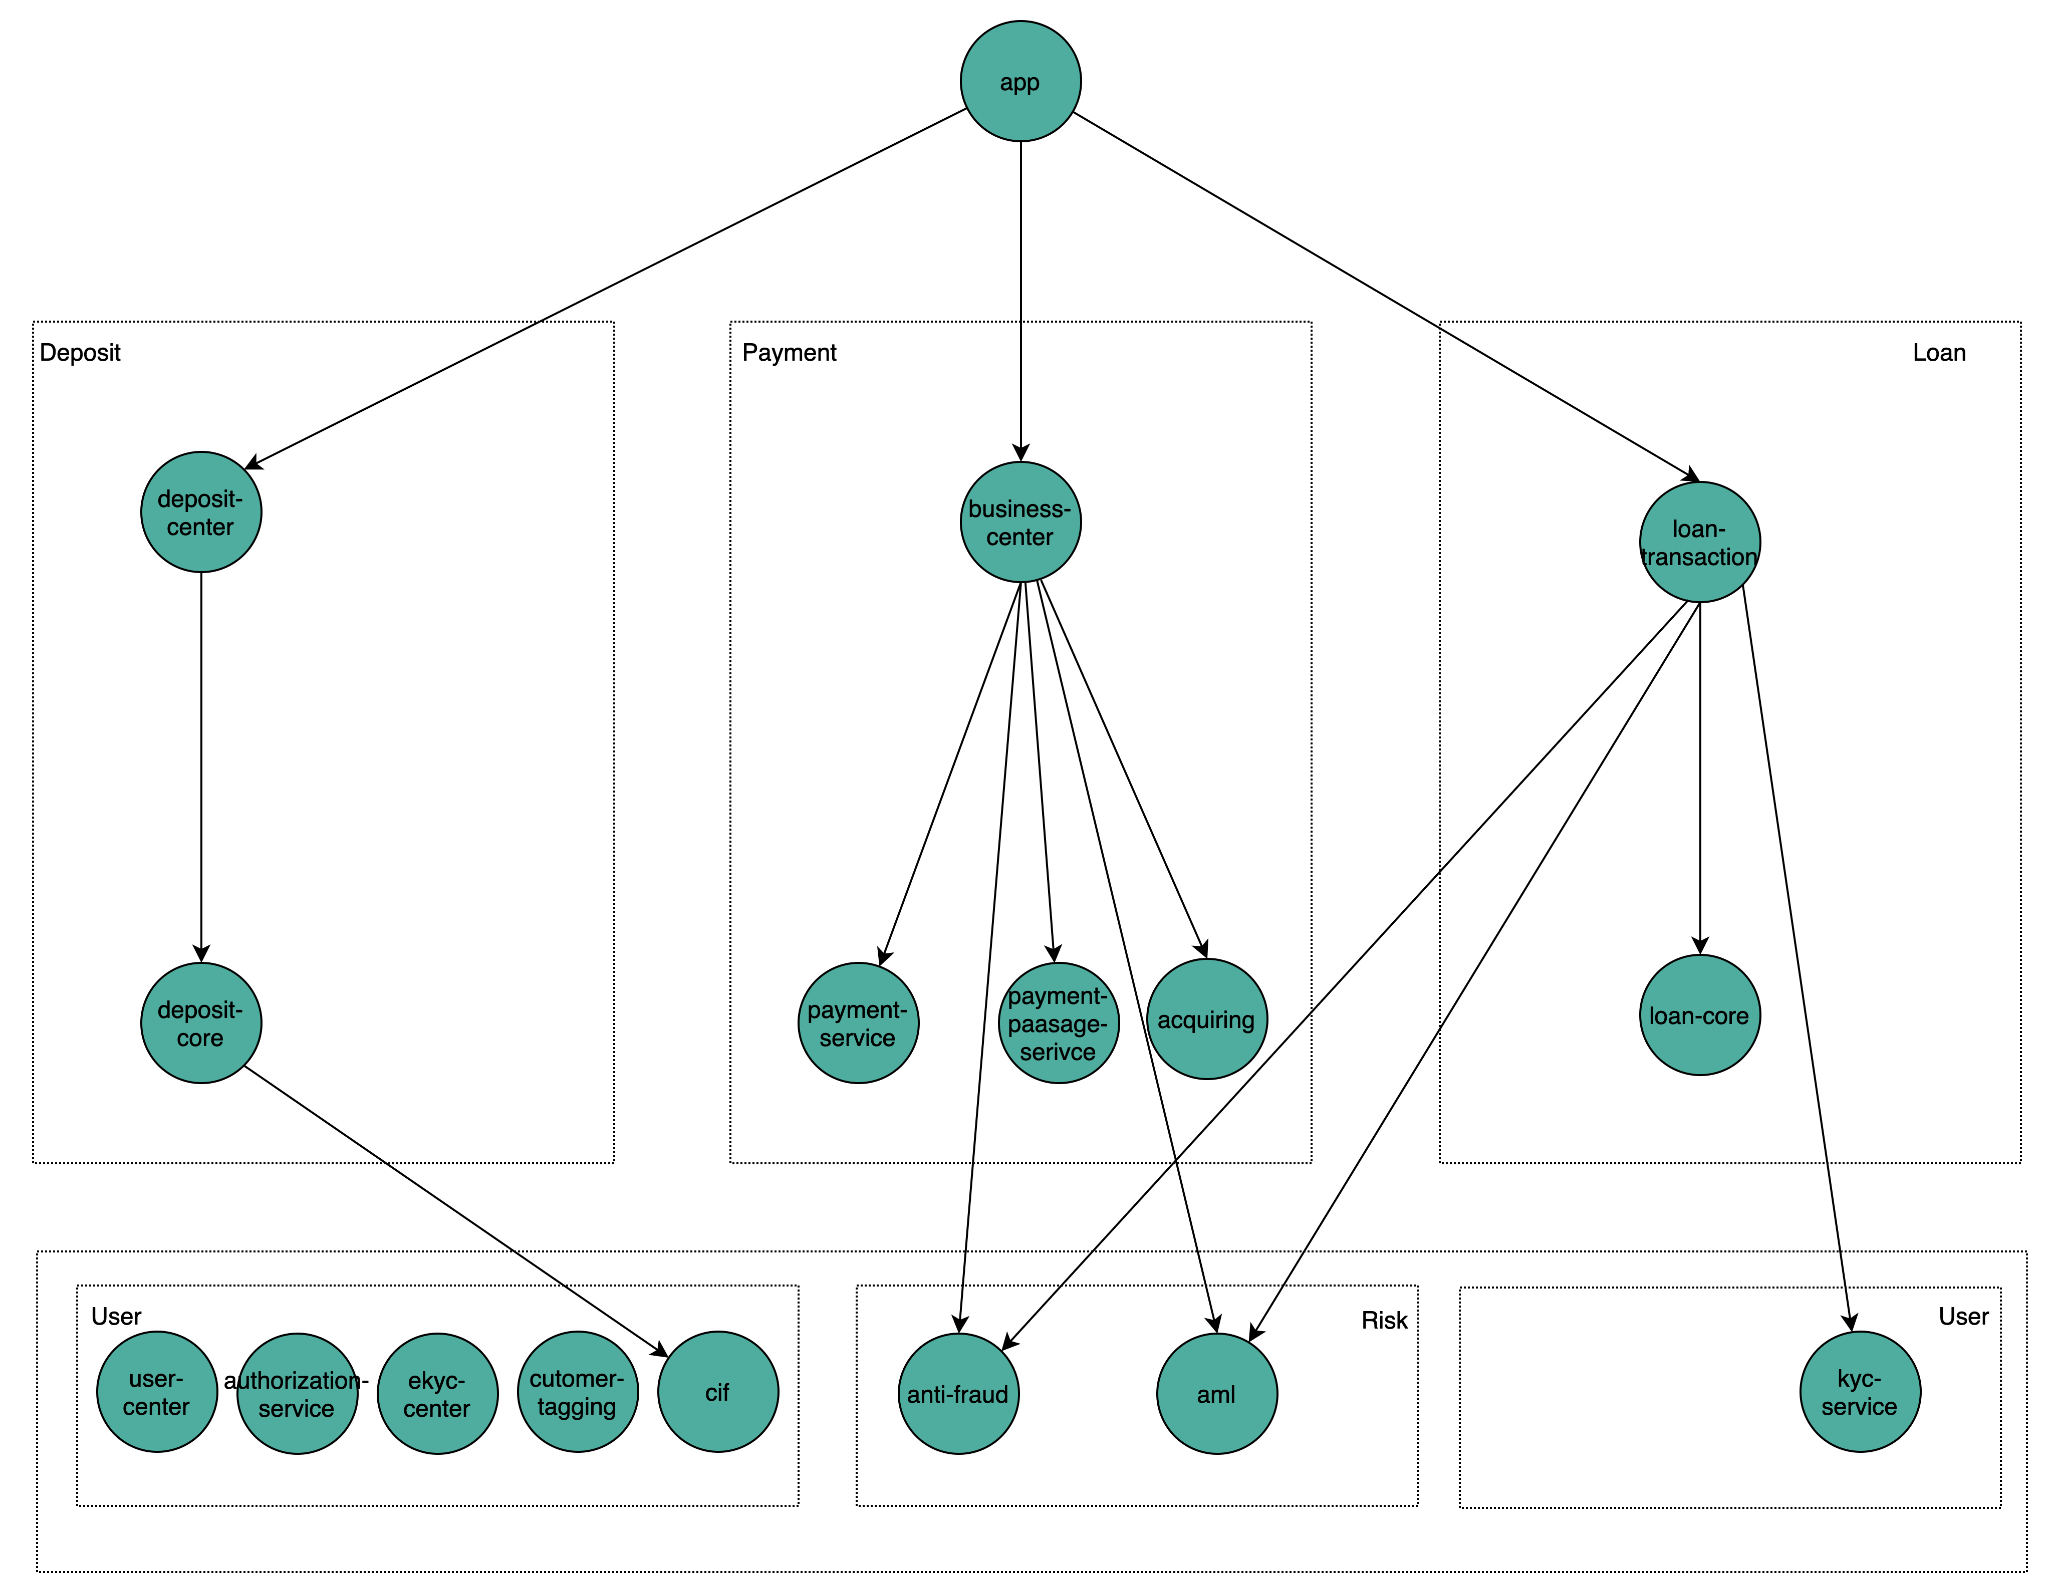 app
Deposit
Payment
Loan
deposit-
center
business-
center
loan-
transaction
deposit-
core
payment-
service
payment-
paasage-
serivce
acquiring
loan-core
User
Risk
User
user-
center
authorization-
service
ekyc-
center
cutomer-
tagging
cif
anti-fraud
aml
kyc-
service